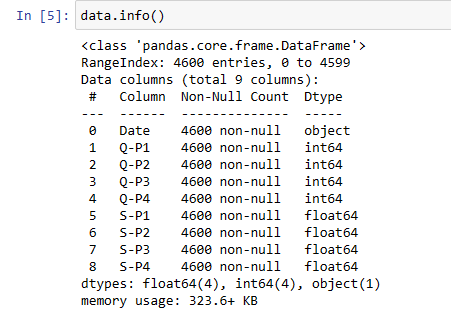 In [5]: data.info()
<class 'pandas.core.frame.DataFrame'>
RangeIndex: 4600 entries, 0 to 4599
Data columns (total 9 columns):
 #   Column  Non-Null Count  Dtype
---  ------  --------------  -----
 0   Date    4600 non-null   object
 1   Q-P1    4600 non-null   int64
 2   Q-P2    4600 non-null   int64
 3   Q-P3    4600 non-null   int64
 4   Q-P4    4600 non-null   int64
 5   S-P1    4600 non-null   float64
 6   S-P2    4600 non-null   float64
 7   S-P3    4600 non-null   float64
 8   S-P4    4600 non-null   float64
dtypes: float64(4), int64(4), object(1)
memory usage: 323.6+ KB